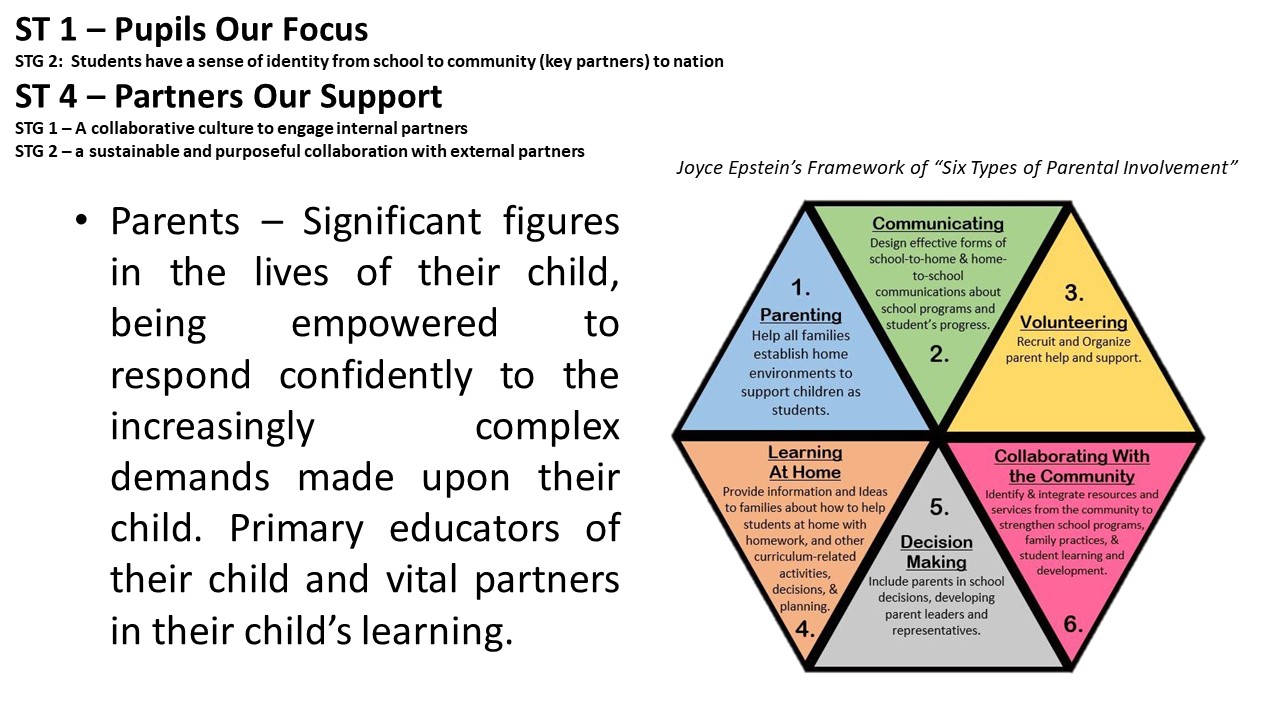 ST 1 – Pupils Our Focus
STG 2:  Students have a sense of identity from school to community (key partners) to nation
ST 4 – Partners Our Support
STG 1 – A collaborative culture to engage internal partners
STG 2 – a sustainable and purposeful collaboration with external partners
• Parents – Significant figures
in the lives of their child,
being empowered to
respond confidently to the
increasingly complex
demands made upon their
child. Primary educators of
their child and vital partners
in their child’s learning.
Joyce Epstein’s Framework of “Six Types of Parental Involvement”
1.
Parenting
Help all families
establish home
environments to
support children as
students.
Communicating
Design effective forms of
school-to-home & home-
to-school
communications about
school programs and
student’s progress.
2.
3.
Volunteering
Recruit and Organize
parent help and support.
Learning
At Home
Provide information and Ideas
to families about how to help
students at home with
homework, and other
curriculum-related
activities,
decisions, &
planning.
4.
5.
Decision
Making
Include parents in school
decisions, developing
parent leaders and
representatives.
Collaborating With
the Community
Identify & integrate resources and
services from the community to
strengthen school programs,
family practices, &
student learning and
development.
6.